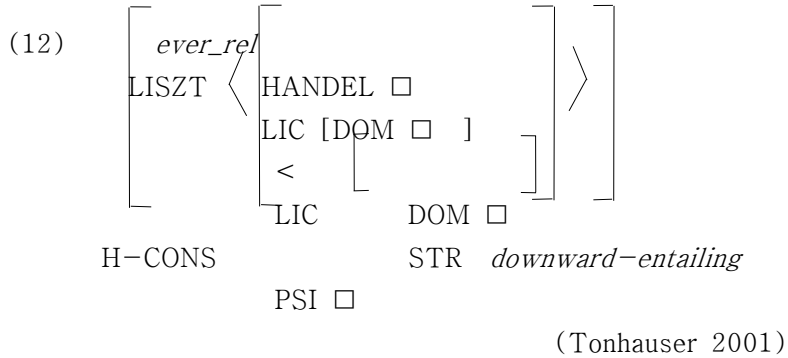 (12) ever_rel
LISZT 〈 HANDEL □ 〉
LIC [DOM □ ]
<
LIC DOM □
H-CONS STR downward-entailing
PSI □
(Tonhauser 2001)